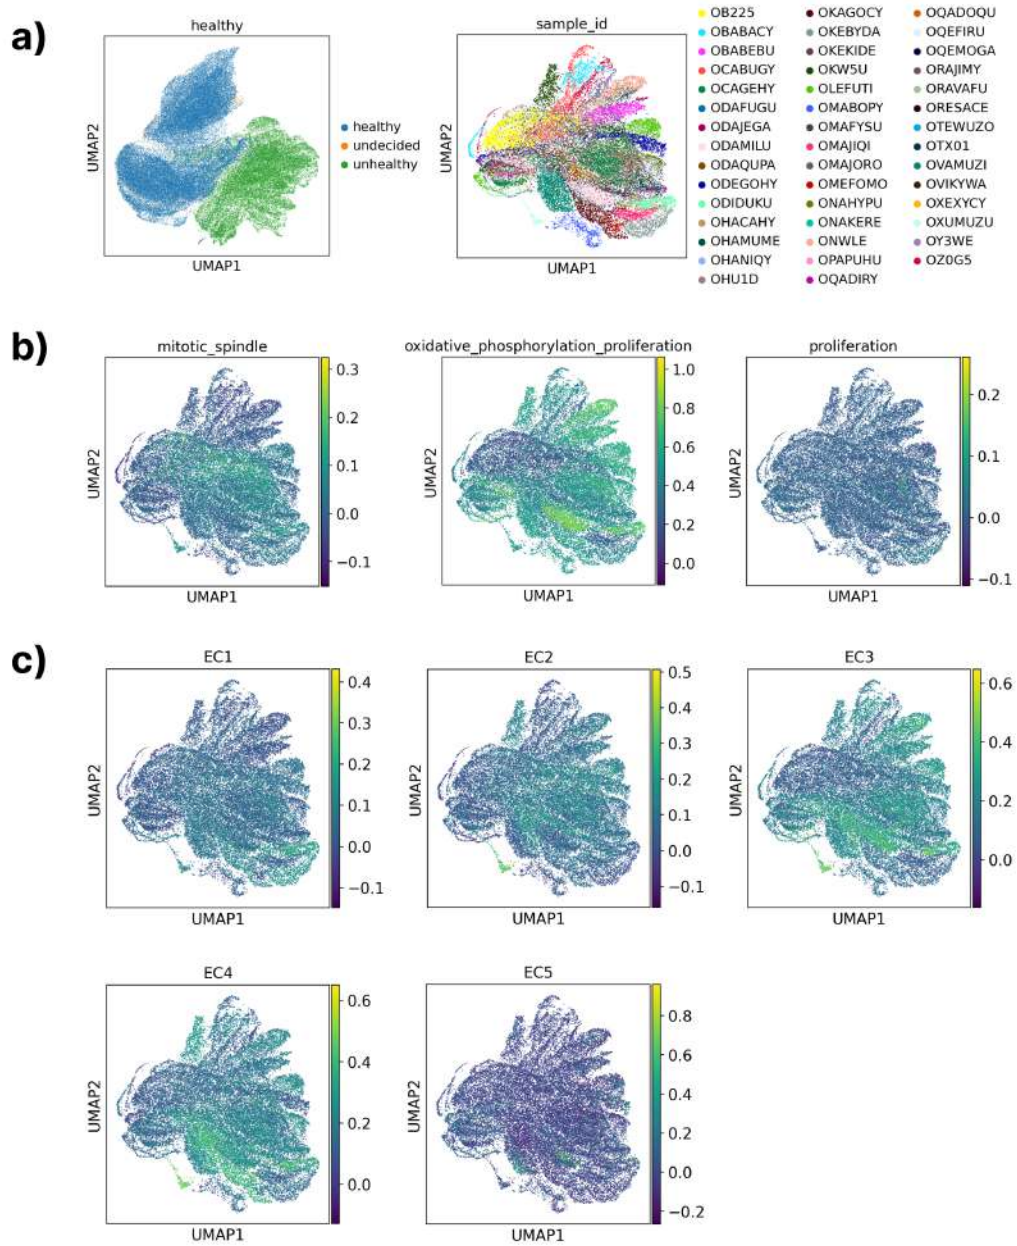 a)
healthy
UMAP2
UMAP1
healthy
undecided
unhealthy
sample_id
UMAP2
UMAP1
OB225
OBABACY
OBABEBU
OCABUGY
OCAGEHY
ODAFUGU
ODAJEGA
ODAMILU
ODAQUPA
ODEGOHY
ODIDUKU
OHACAHY
OHAMUME
OHANIQY
OHU1D
OKAGOCY
OKEBYDA
OKEKIDE
OKW5U
OLEFUTI
OMABOPY
OMAFYSU
OMAJIQI
OMAJORO
OMEFOMO
ONAHYPU
ONAKERE
ONWLE
OPAPUHU
OQADIRY
OQADOQU
OQEFIRU
OQEMOGA
ORAJIMY
ORAVAFU
ORESACE
OTEWUZO
OTX01
OVAMUZI
OVIKYWA
OXEXYCY
OXUMUZU
OY3WE
OZ0G5
b)
mitotic_spindle
UMAP2
UMAP1
0.3
0.2
0.1
0.0
−0.1
oxidative_phosphorylation_proliferation
UMAP2
UMAP1
1.0
0.8
0.6
0.4
0.2
0.0
proliferation
UMAP2
UMAP1
0.2
0.1
0.0
−0.1
c)
EC1
UMAP2
UMAP1
0.4
0.3
0.2
0.1
0.0
−0.1
EC2
UMAP2
UMAP1
0.5
0.4
0.3
0.2
0.1
0.0
−0.1
EC3
UMAP2
UMAP1
0.6
0.4
0.2
0.0
EC4
UMAP2
UMAP1
0.6
0.4
0.2
0.0
EC5
UMAP2
UMAP1
0.8
0.6
0.4
0.2
0.0
−0.2